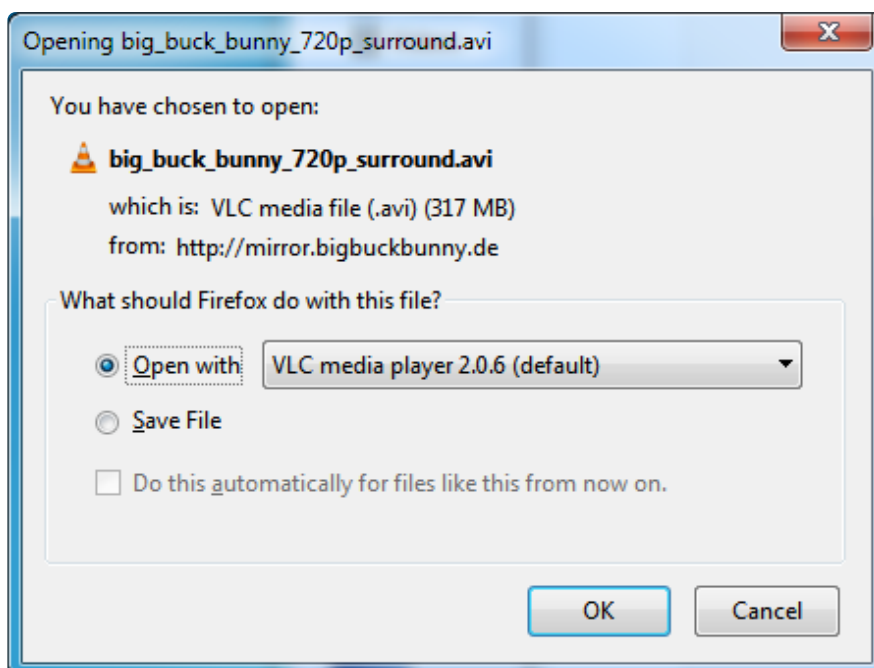 Opening big_buck_bunny_720p_surround.avi
You have chosen to open:
big_buck_bunny_720p_surround.avi
which is: VLC media file (.avi) (317 MB)
from: http://mirror.bigbuckbunny.de
What should Firefox do with this file?
Open with VLC media player 2.0.6 (default)
Save File
Do this automatically for files like this from now on.
OK Cancel